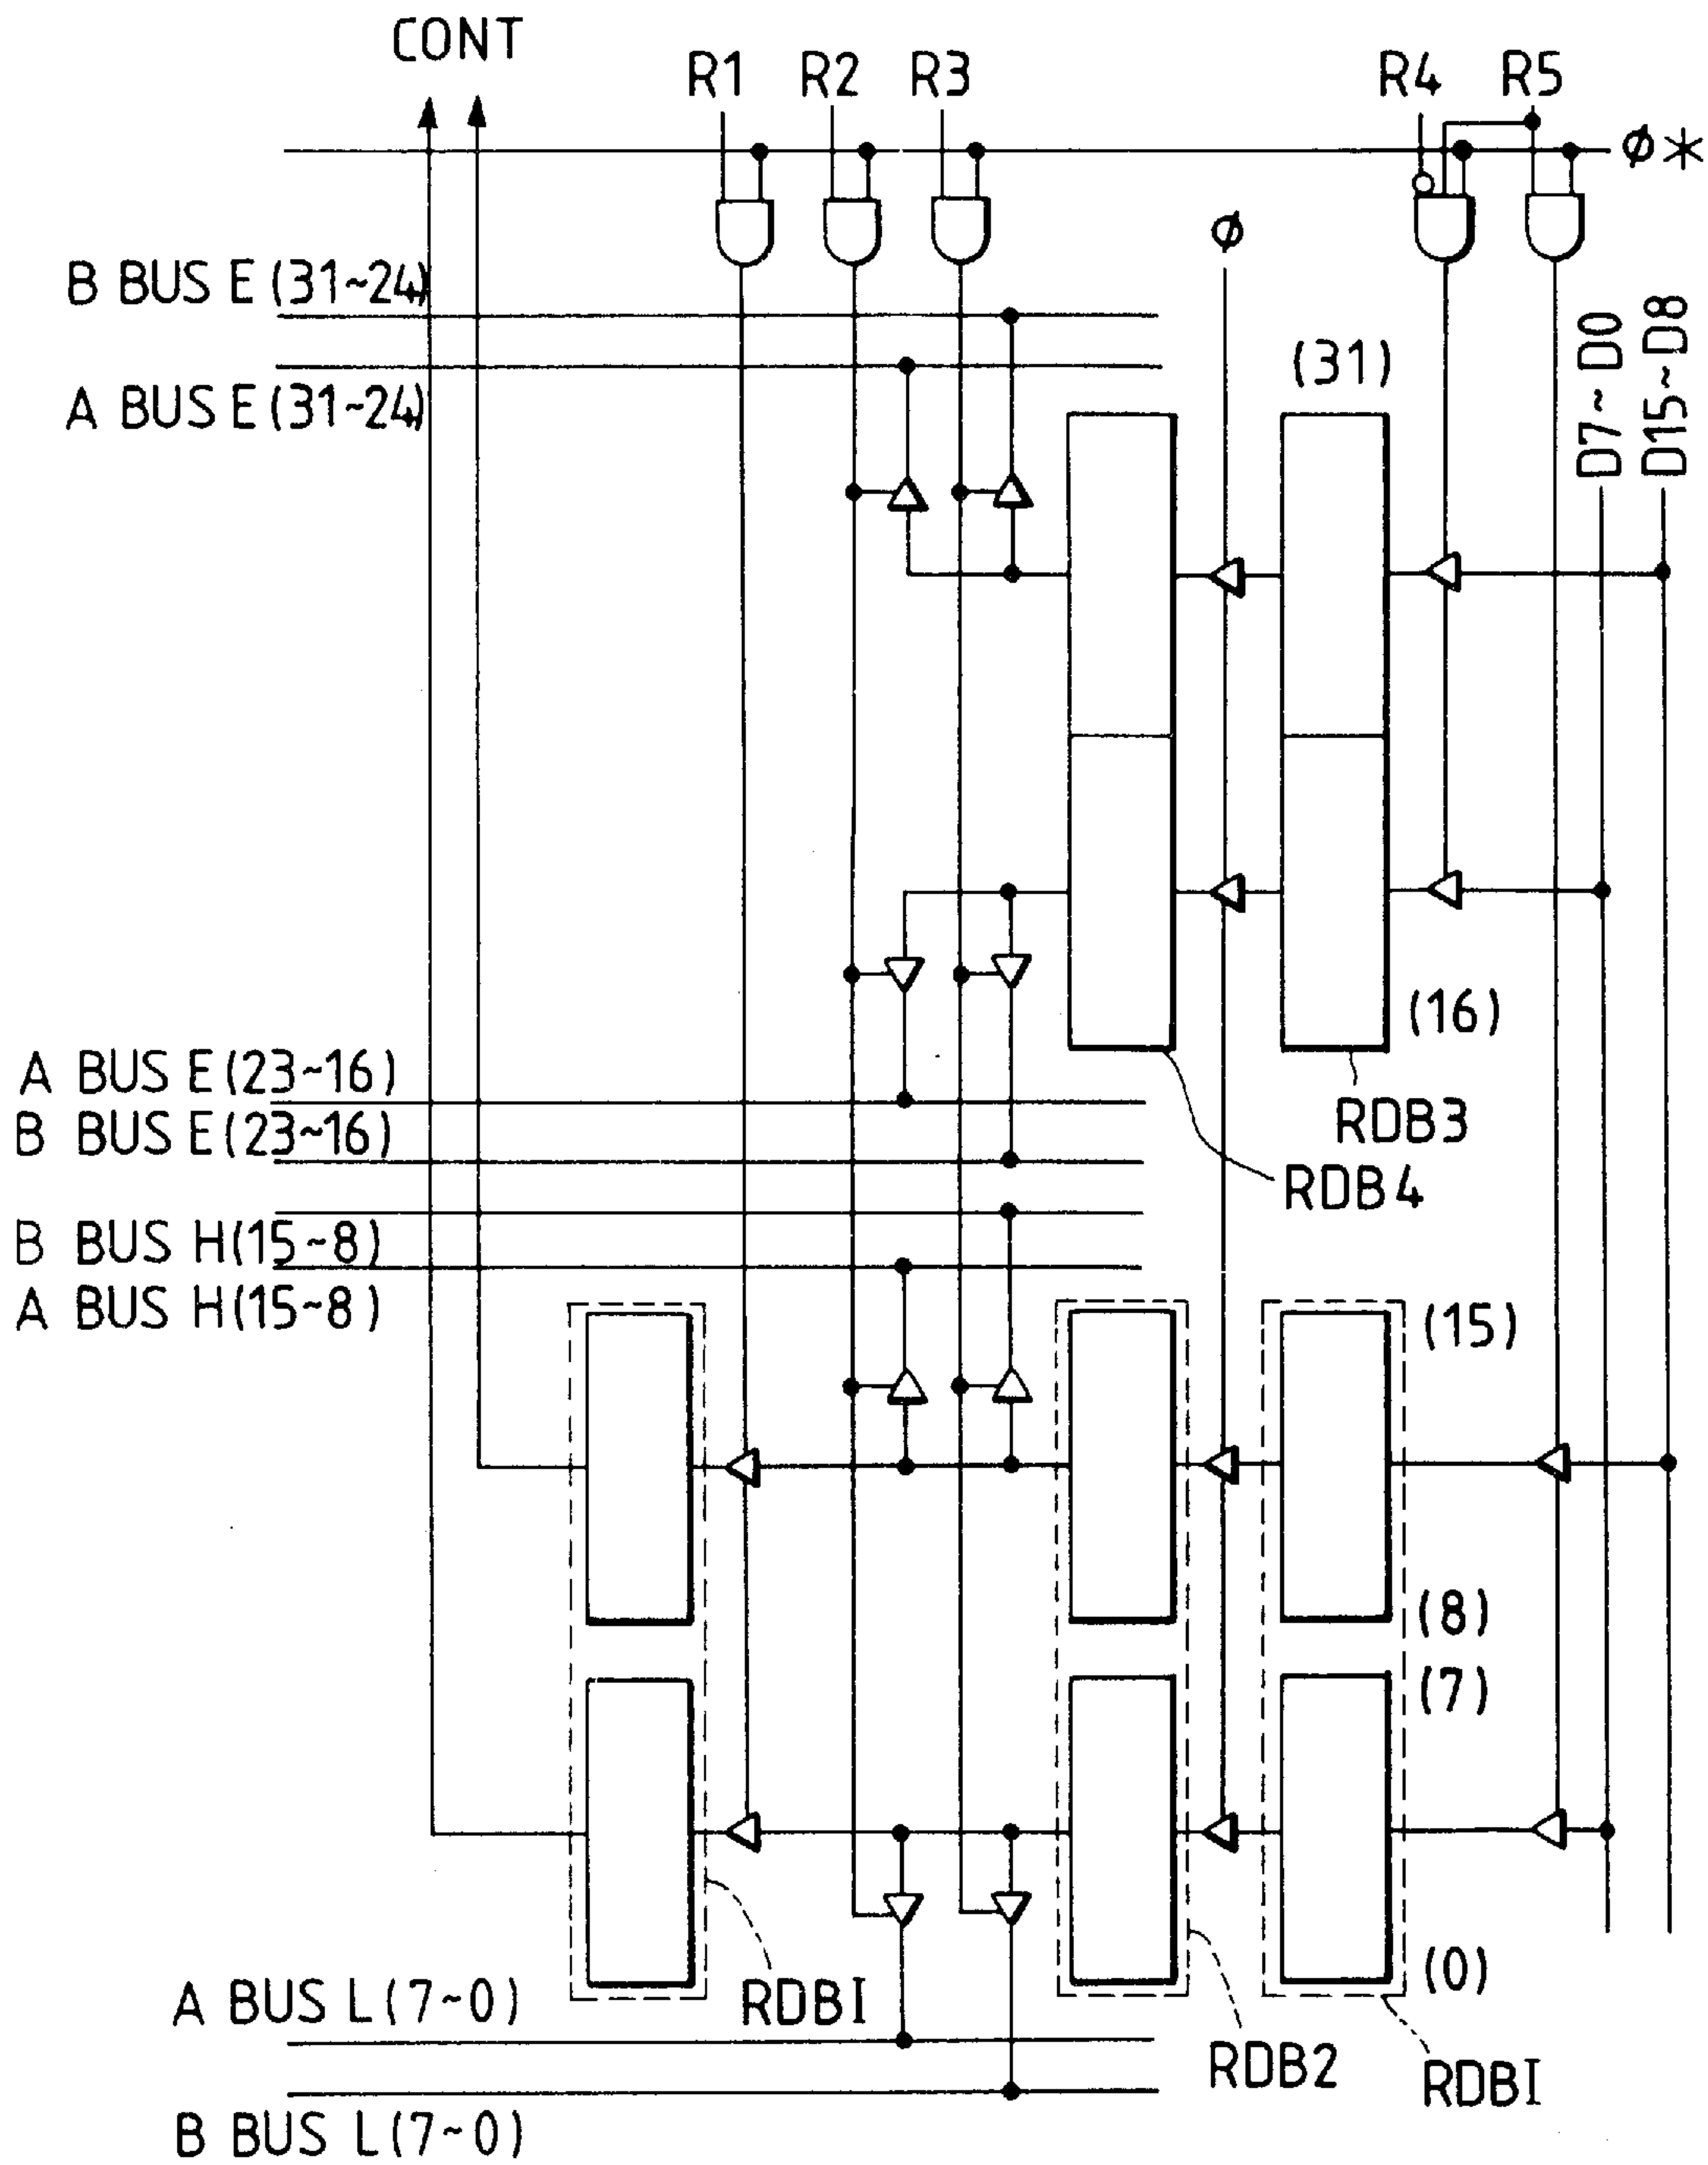 CONT
R1 R2 R3 R4 R5
φ*
φ
B BUS E(31~24)
A BUS E(31~24)
(31)
D7~D0
D15~D8
(16)
RDB3
RDB4
A BUS E(23~16)
B BUS E(23~16)
B BUS H(15~8)
A BUS H(15~8)
(15)
(8)
(7)
(0)
A BUS L(7~0)
RDBI
RDB2
RDBI
B BUS L(7~0)